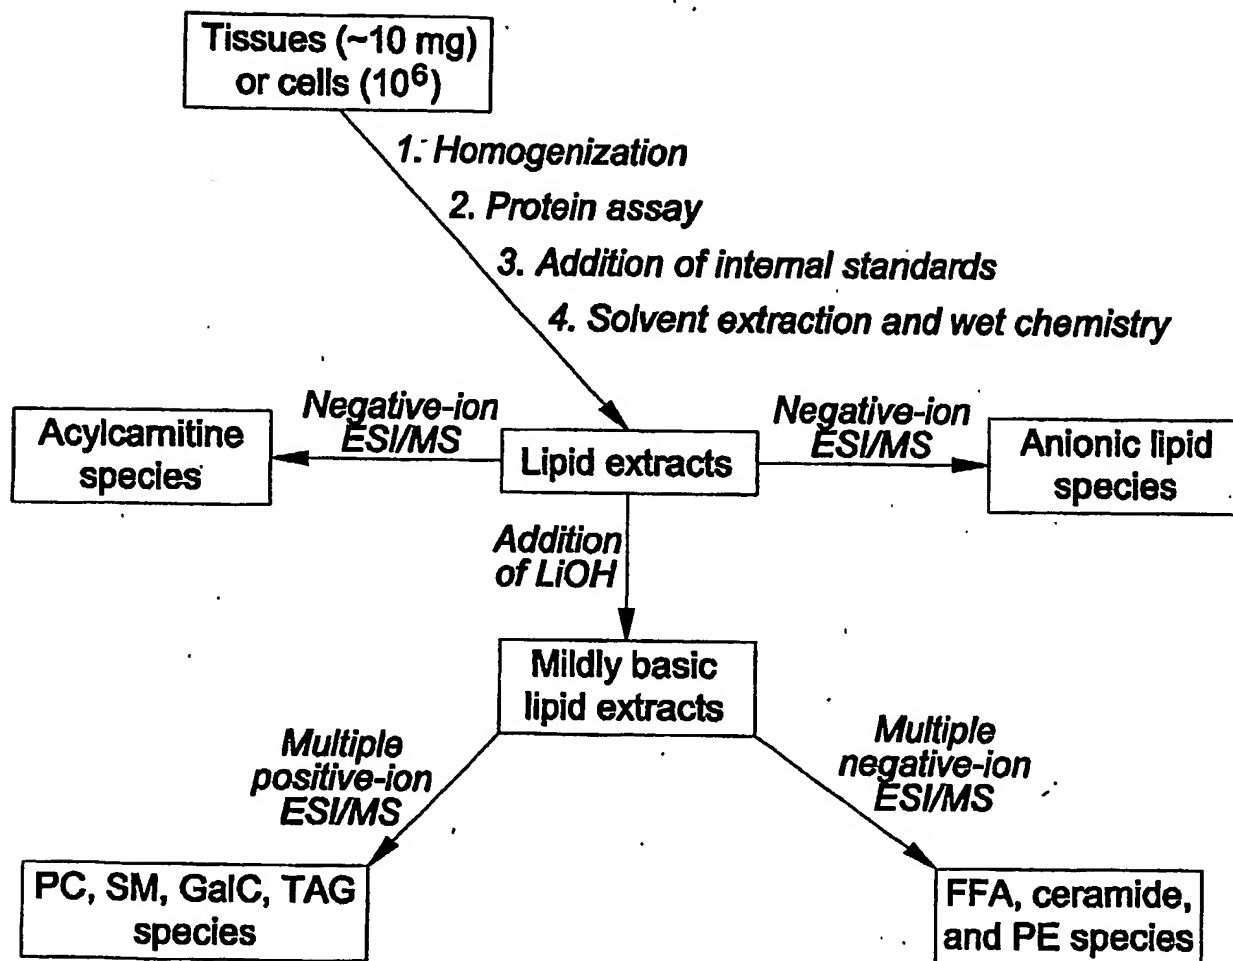 Tissues (~10 mg)
or cells (10⁶)
1. Homogenization
2. Protein assay
3. Addition of internal standards
4. Solvent extraction and wet chemistry
Negative-ion
ESI/MS
Negative-ion
ESI/MS
Acylcarnitine
species
Lipid extracts
Anionic lipid
species
Addition
of LiOH
Mildly basic
lipid extracts
Multiple
positive-ion
ESI/MS
Multiple
negative-ion
ESI/MS
PC, SM, GalC, TAG
species
FFA, ceramide,
and PE species